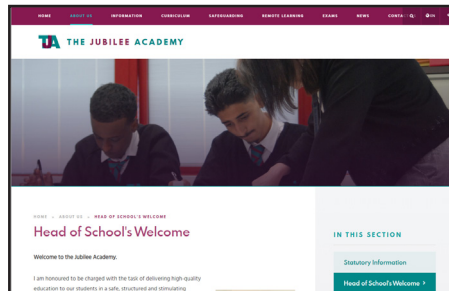 HOME ABOUT US INFORMATION CURRICULUM SAFEGUARDING REMOTE LEARNING EXAMS NEWS
TJA THE JUBILEE ACADEMY
HOME » ABOUT US » HEAD OF SCHOOL'S WELCOME
Head of School's Welcome
Welcome to the Jubilee Academy.
I am honoured to be charged with the task of delivering high-quality
education to our students in a safe, structured and stimulating
IN THIS SECTION
Statutory Information
Head of School's Welcome >